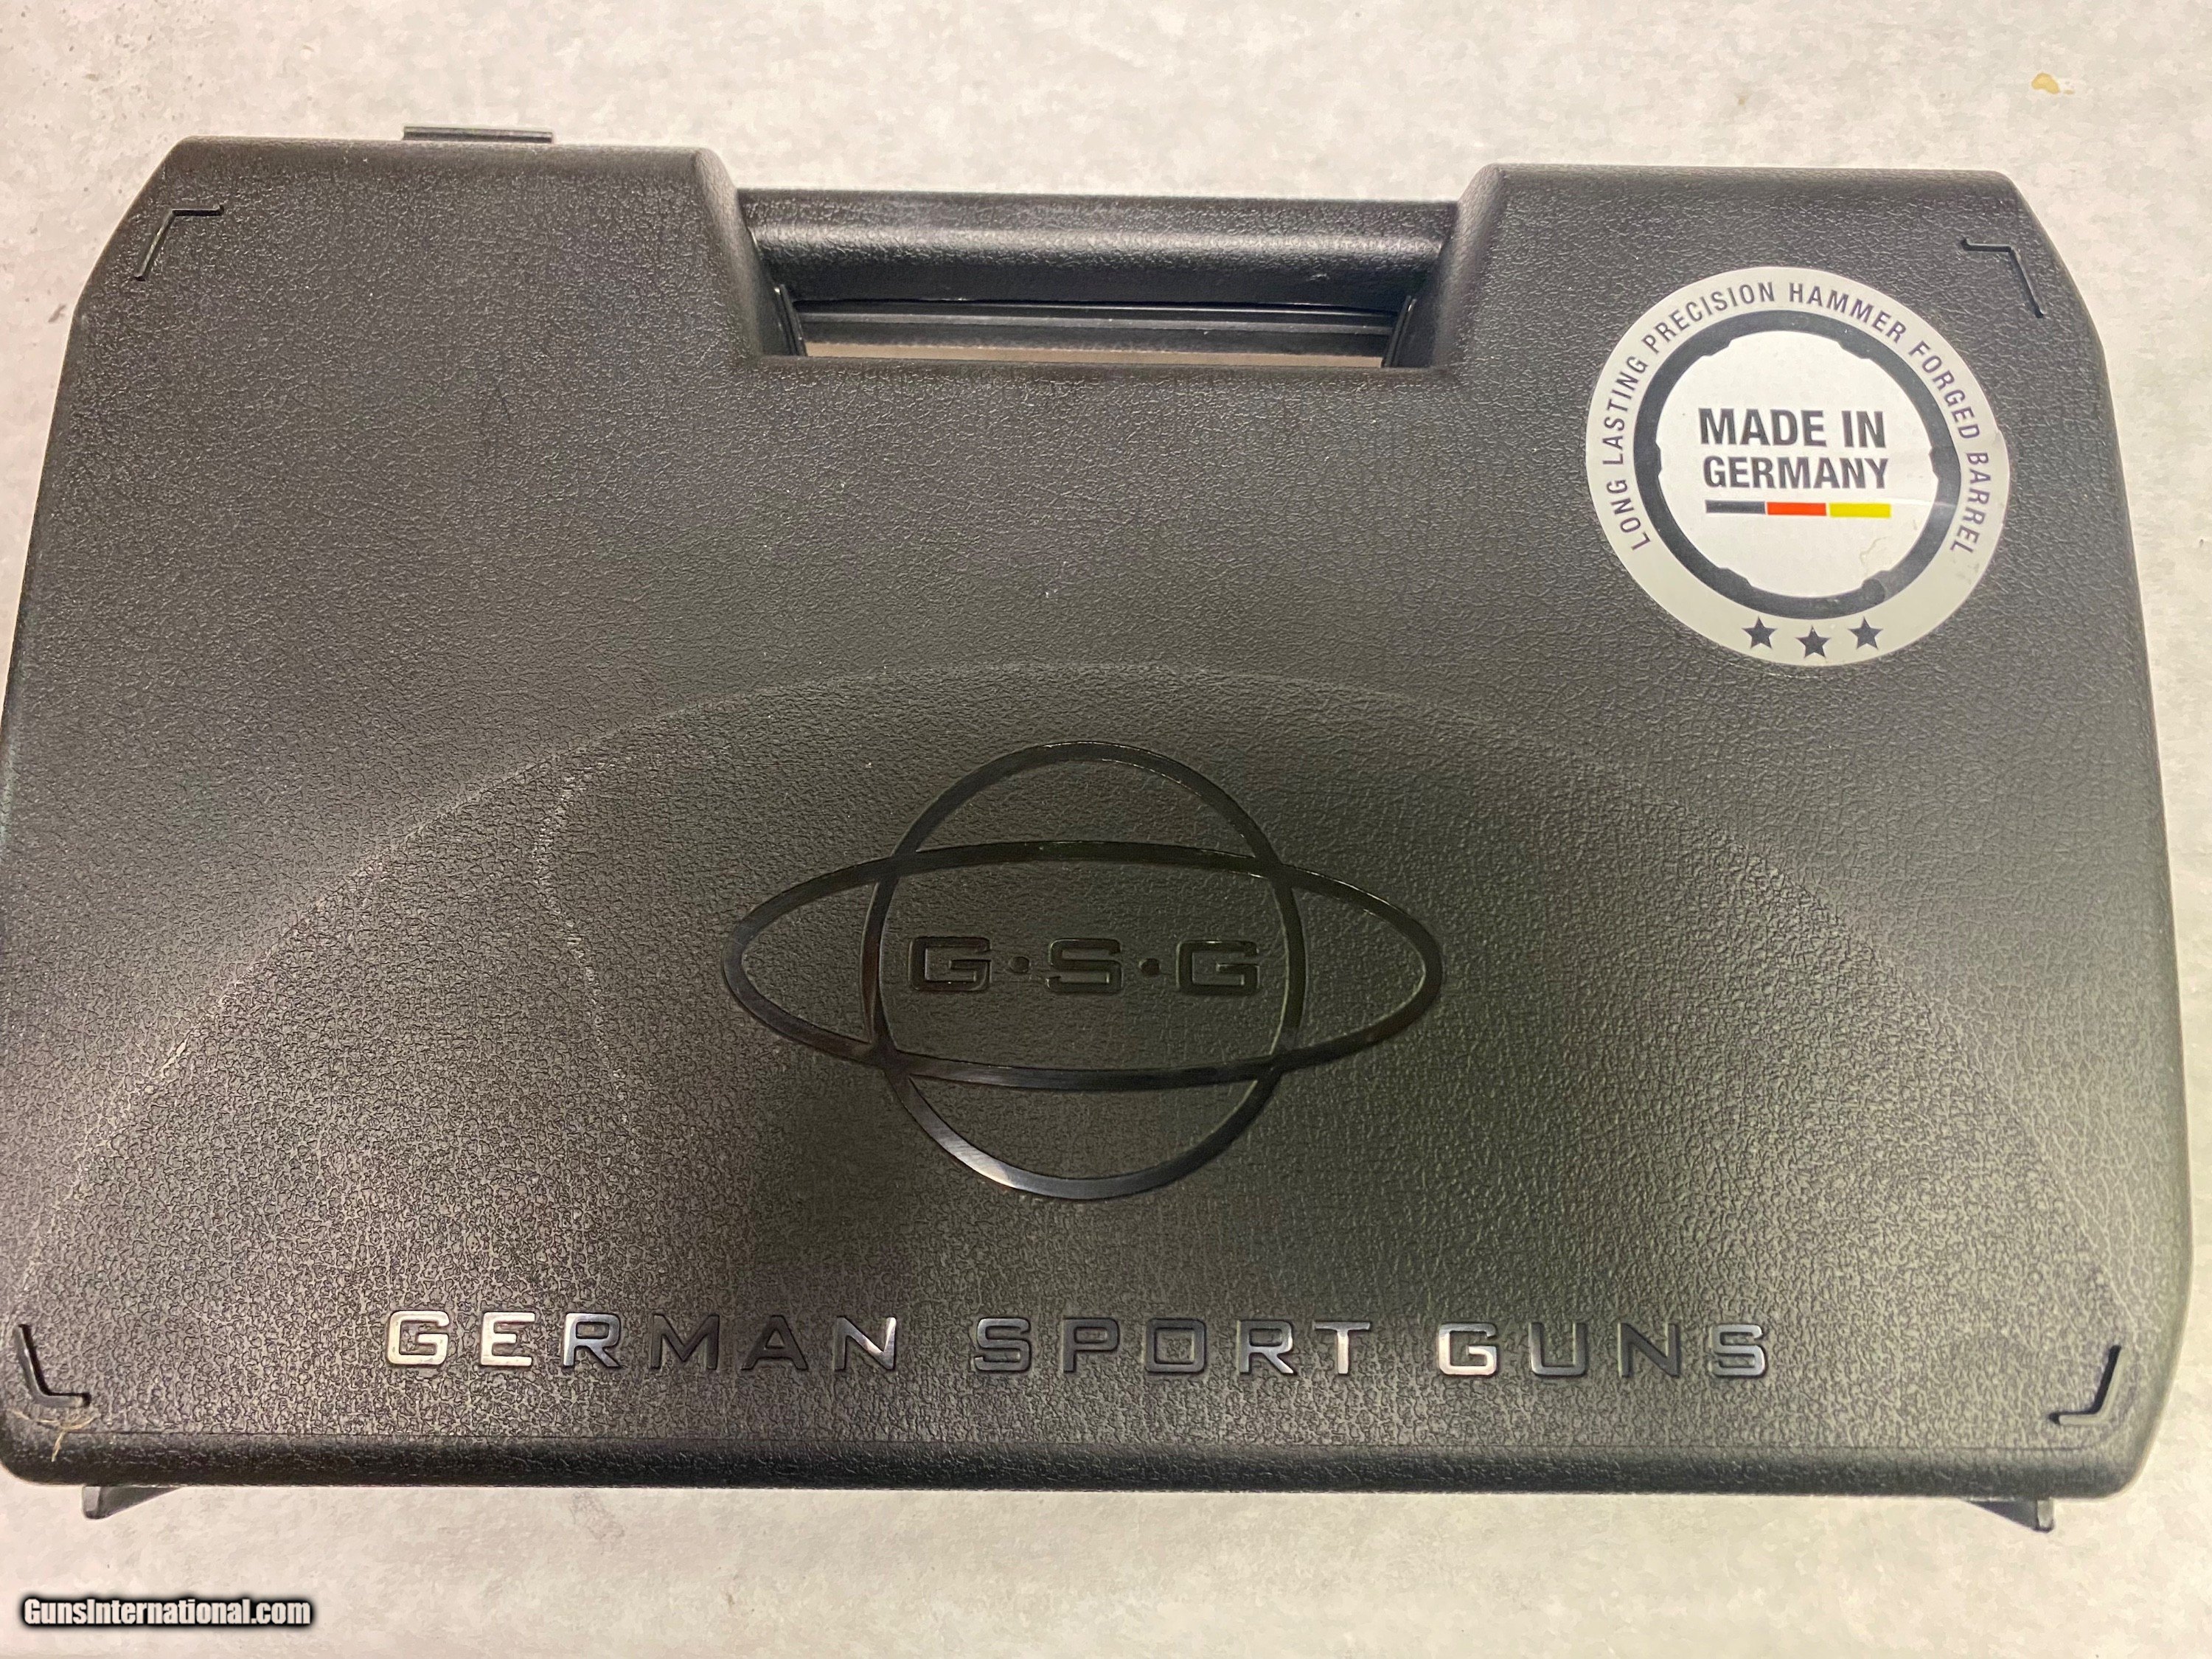 LONG LASTING PRECISION HAMMER FORGED BARREL
MADE IN
GERMANY
G·S·G
GERMAN SPORT GUNS
GunsInternational.com